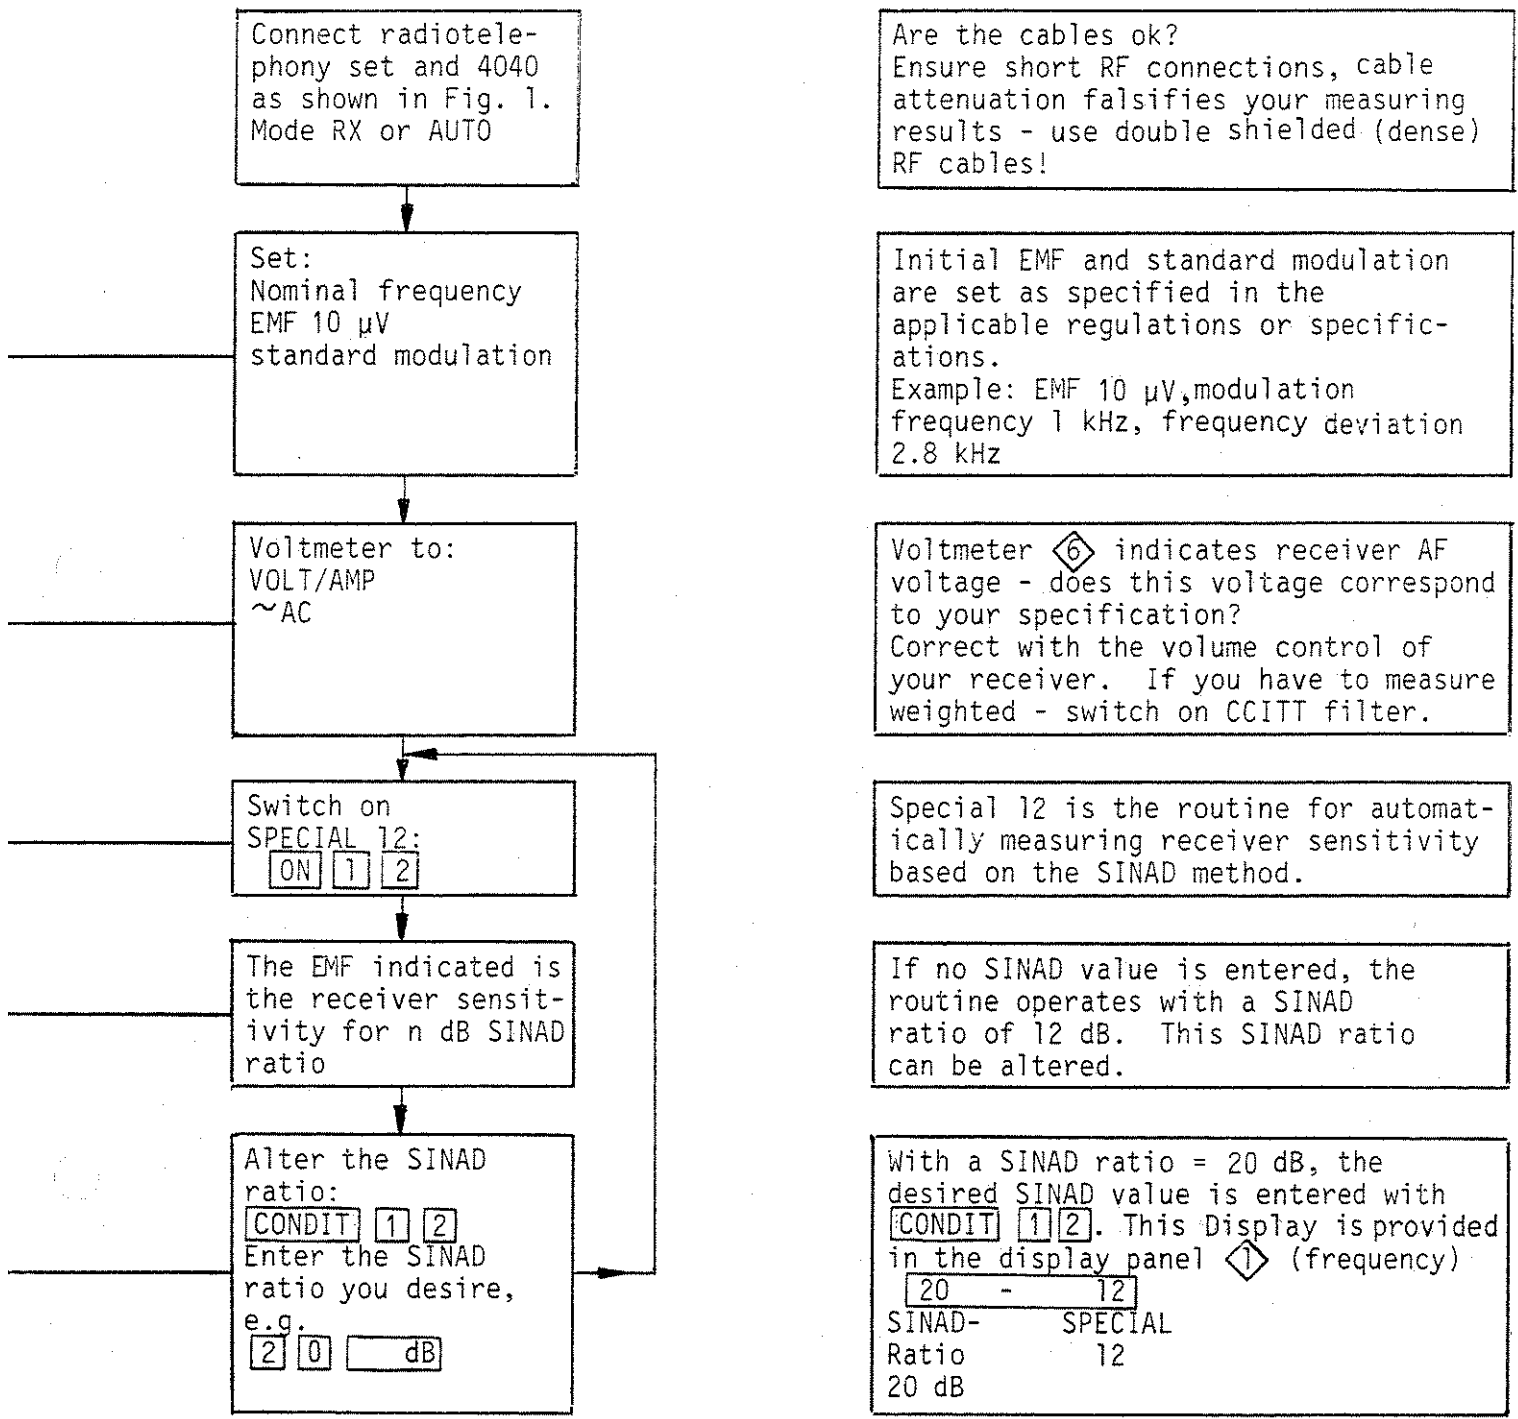 Connect radiotele-
phony set and 4040
as shown in Fig. 1.
Mode RX or AUTO
Are the cables ok?
Ensure short RF connections, cable
attenuation falsifies your measuring
results - use double shielded (dense)
RF cables!
Set:
Nominal frequency
EMF 10 µV
standard modulation
Initial EMF and standard modulation
are set as specified in the
applicable regulations or specific-
ations.
Example: EMF 10 µV,modulation
frequency 1 kHz, frequency deviation
2.8 kHz
Voltmeter to:
VOLT/AMP
~AC
Voltmeter 6 indicates receiver AF
voltage - does this voltage correspond
to your specification?
Correct with the volume control of
your receiver. If you have to measure
weighted - switch on CCITT filter.
Switch on
SPECIAL 12:
ON 1 2
Special 12 is the routine for automat-
ically measuring receiver sensitivity
based on the SINAD method.
The EMF indicated is
the receiver sensit-
ivity for n dB SINAD
ratio
If no SINAD value is entered, the
routine operates with a SINAD
ratio of 12 dB. This SINAD ratio
can be altered.
Alter the SINAD
ratio:
CONDIT 1 2
Enter the SINAD
ratio you desire,
e.g.
2 0 dB
With a SINAD ratio = 20 dB, the
desired SINAD value is entered with
CONDIT 1 2. This Display is provided
in the display panel 1 (frequency)
20 - 12
SINAD- SPECIAL
Ratio 12
20 dB